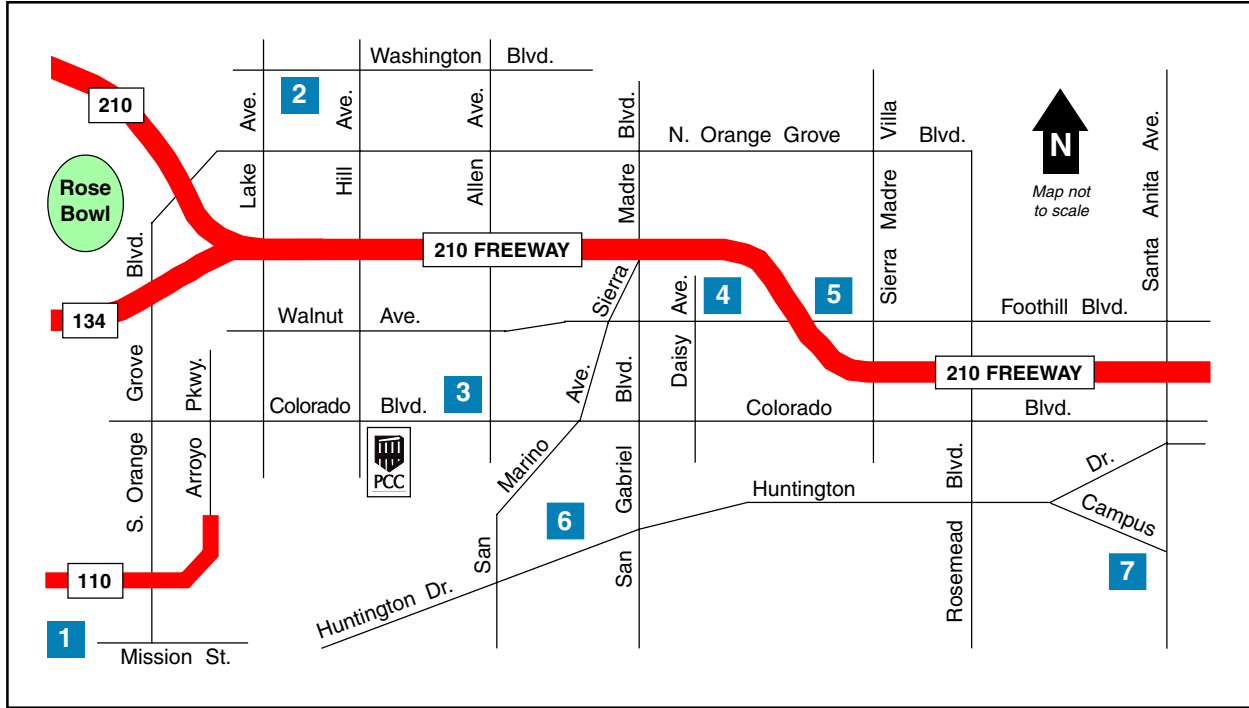 Washington Blvd.
210
2
Lake Ave.
Hill Ave.
Allen Ave.
Sierra Madre Blvd.
N. Orange Grove Blvd.
Sierra Madre Villa
N
Map not
to scale
Santa Anita Ave.
Rose
Bowl
210 FREEWAY
134
4
5
Walnut Ave.
Foothill Blvd.
Daisy Ave.
S. Orange Grove Blvd.
Arroyo Pkwy.
3
210 FREEWAY
Colorado Blvd.
Colorado Blvd.
PCC
San Marino Ave.
San Gabriel Blvd.
Huntington Dr.
Rosemead Blvd.
Campus
6
7
110
1
Huntington Dr.
Mission St.